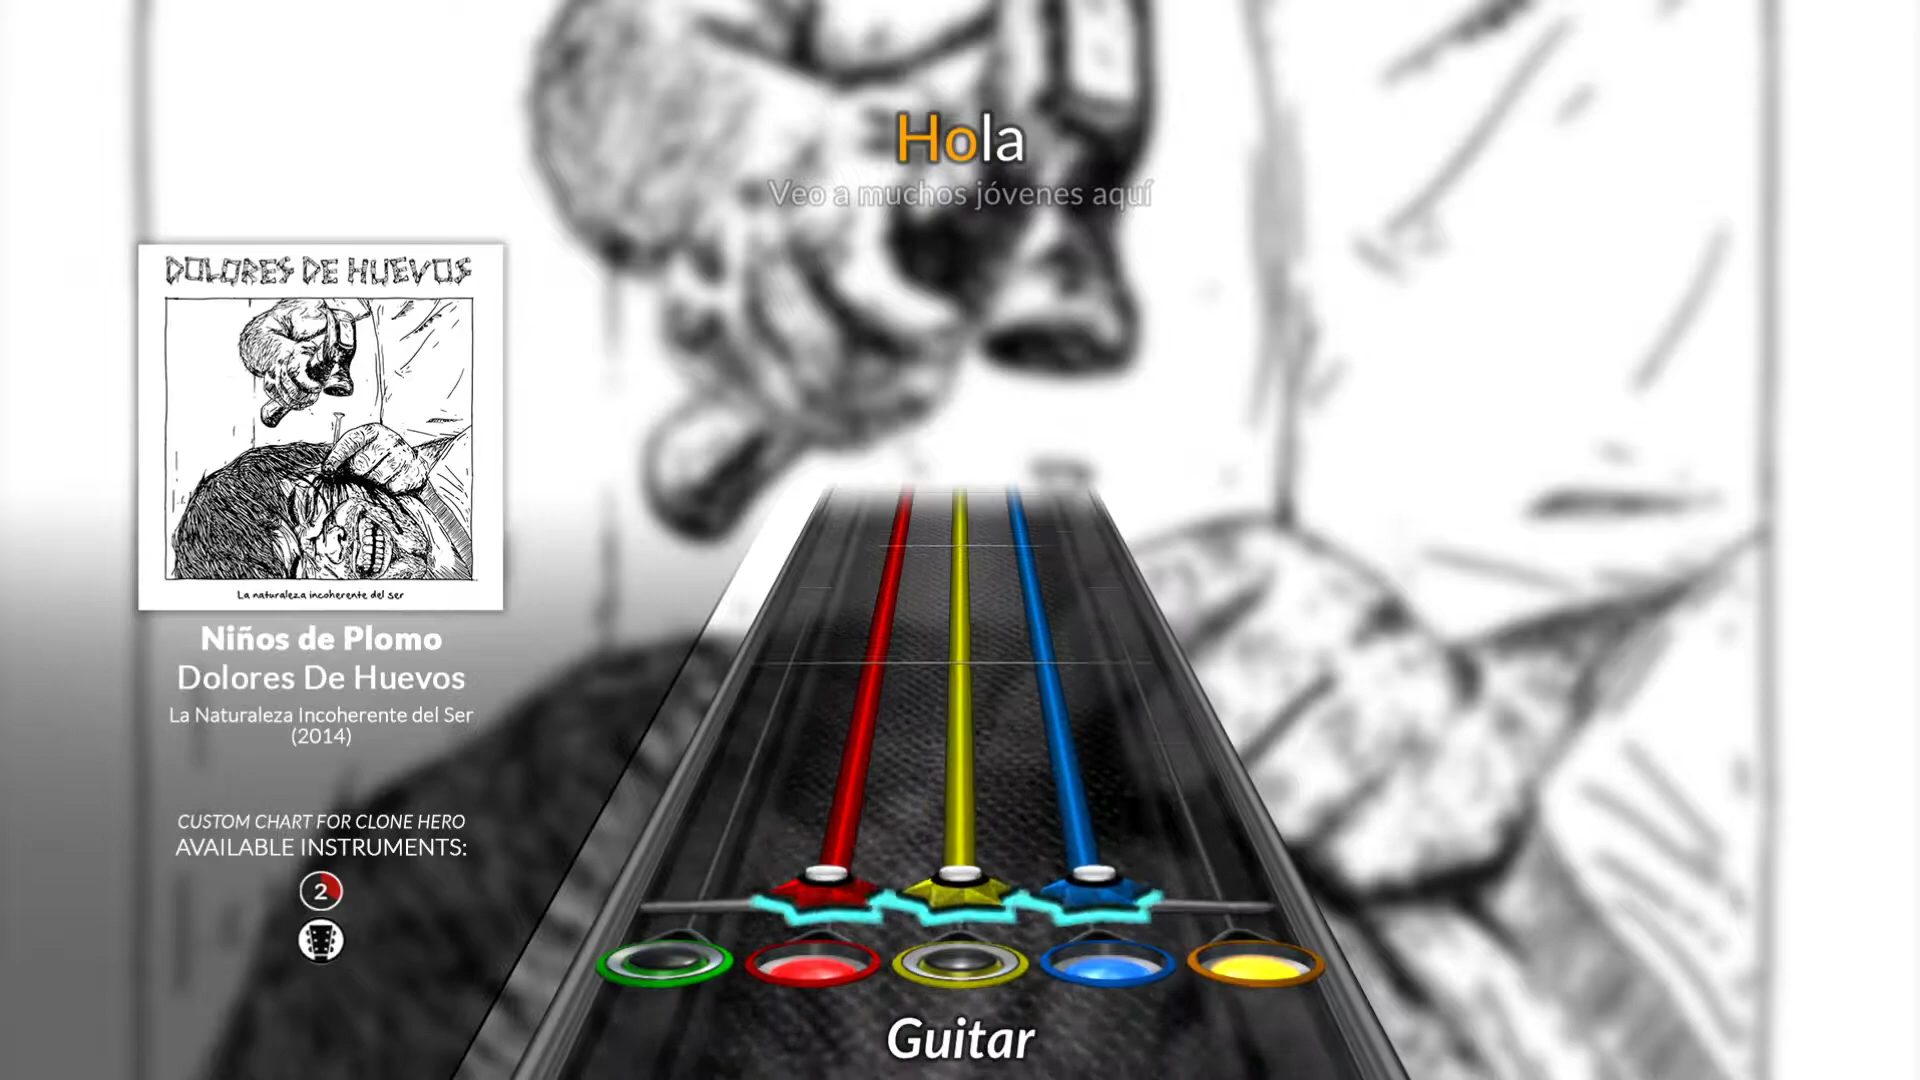 Hola
Veo a muchos jóvenes aquí
DOLORES DE HUEVOS
La naturaleza incoherente del ser
Niños de Plomo
Dolores De Huevos
La Naturaleza Incoherente del Ser
(2014)
CUSTOM CHART FOR CLONE HERO
AVAILABLE INSTRUMENTS:
2
Guitar